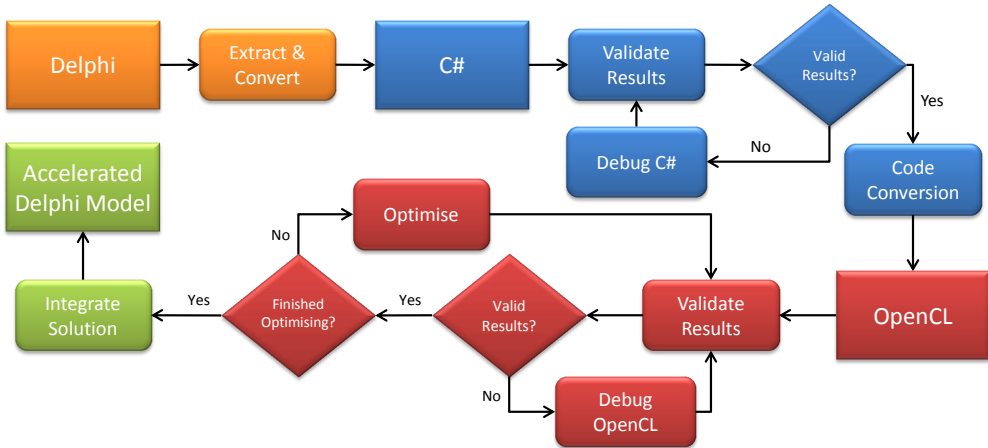 Delphi
Extract &
Convert
C#
Validate
Results
Valid
Results?
Yes
No
Debug C#
Code
Conversion
OpenCL
Validate
Results
Valid
Results?
No
Debug
OpenCL
Yes
Finished
Optimising?
No
Optimise
Yes
Integrate
Solution
Accelerated
Delphi Model